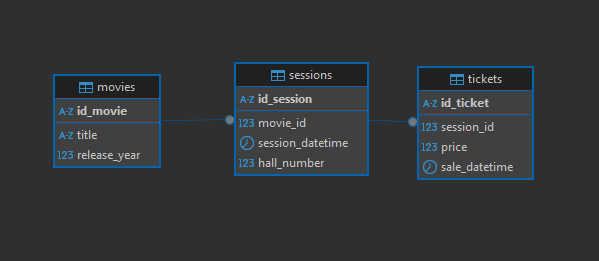 movies
A-Z id_movie
A-Z title
123 release_year
sessions
A-Z id_session
123 movie_id
session_datetime
123 hall_number
tickets
A-Z id_ticket
123 session_id
123 price
sale_datetime